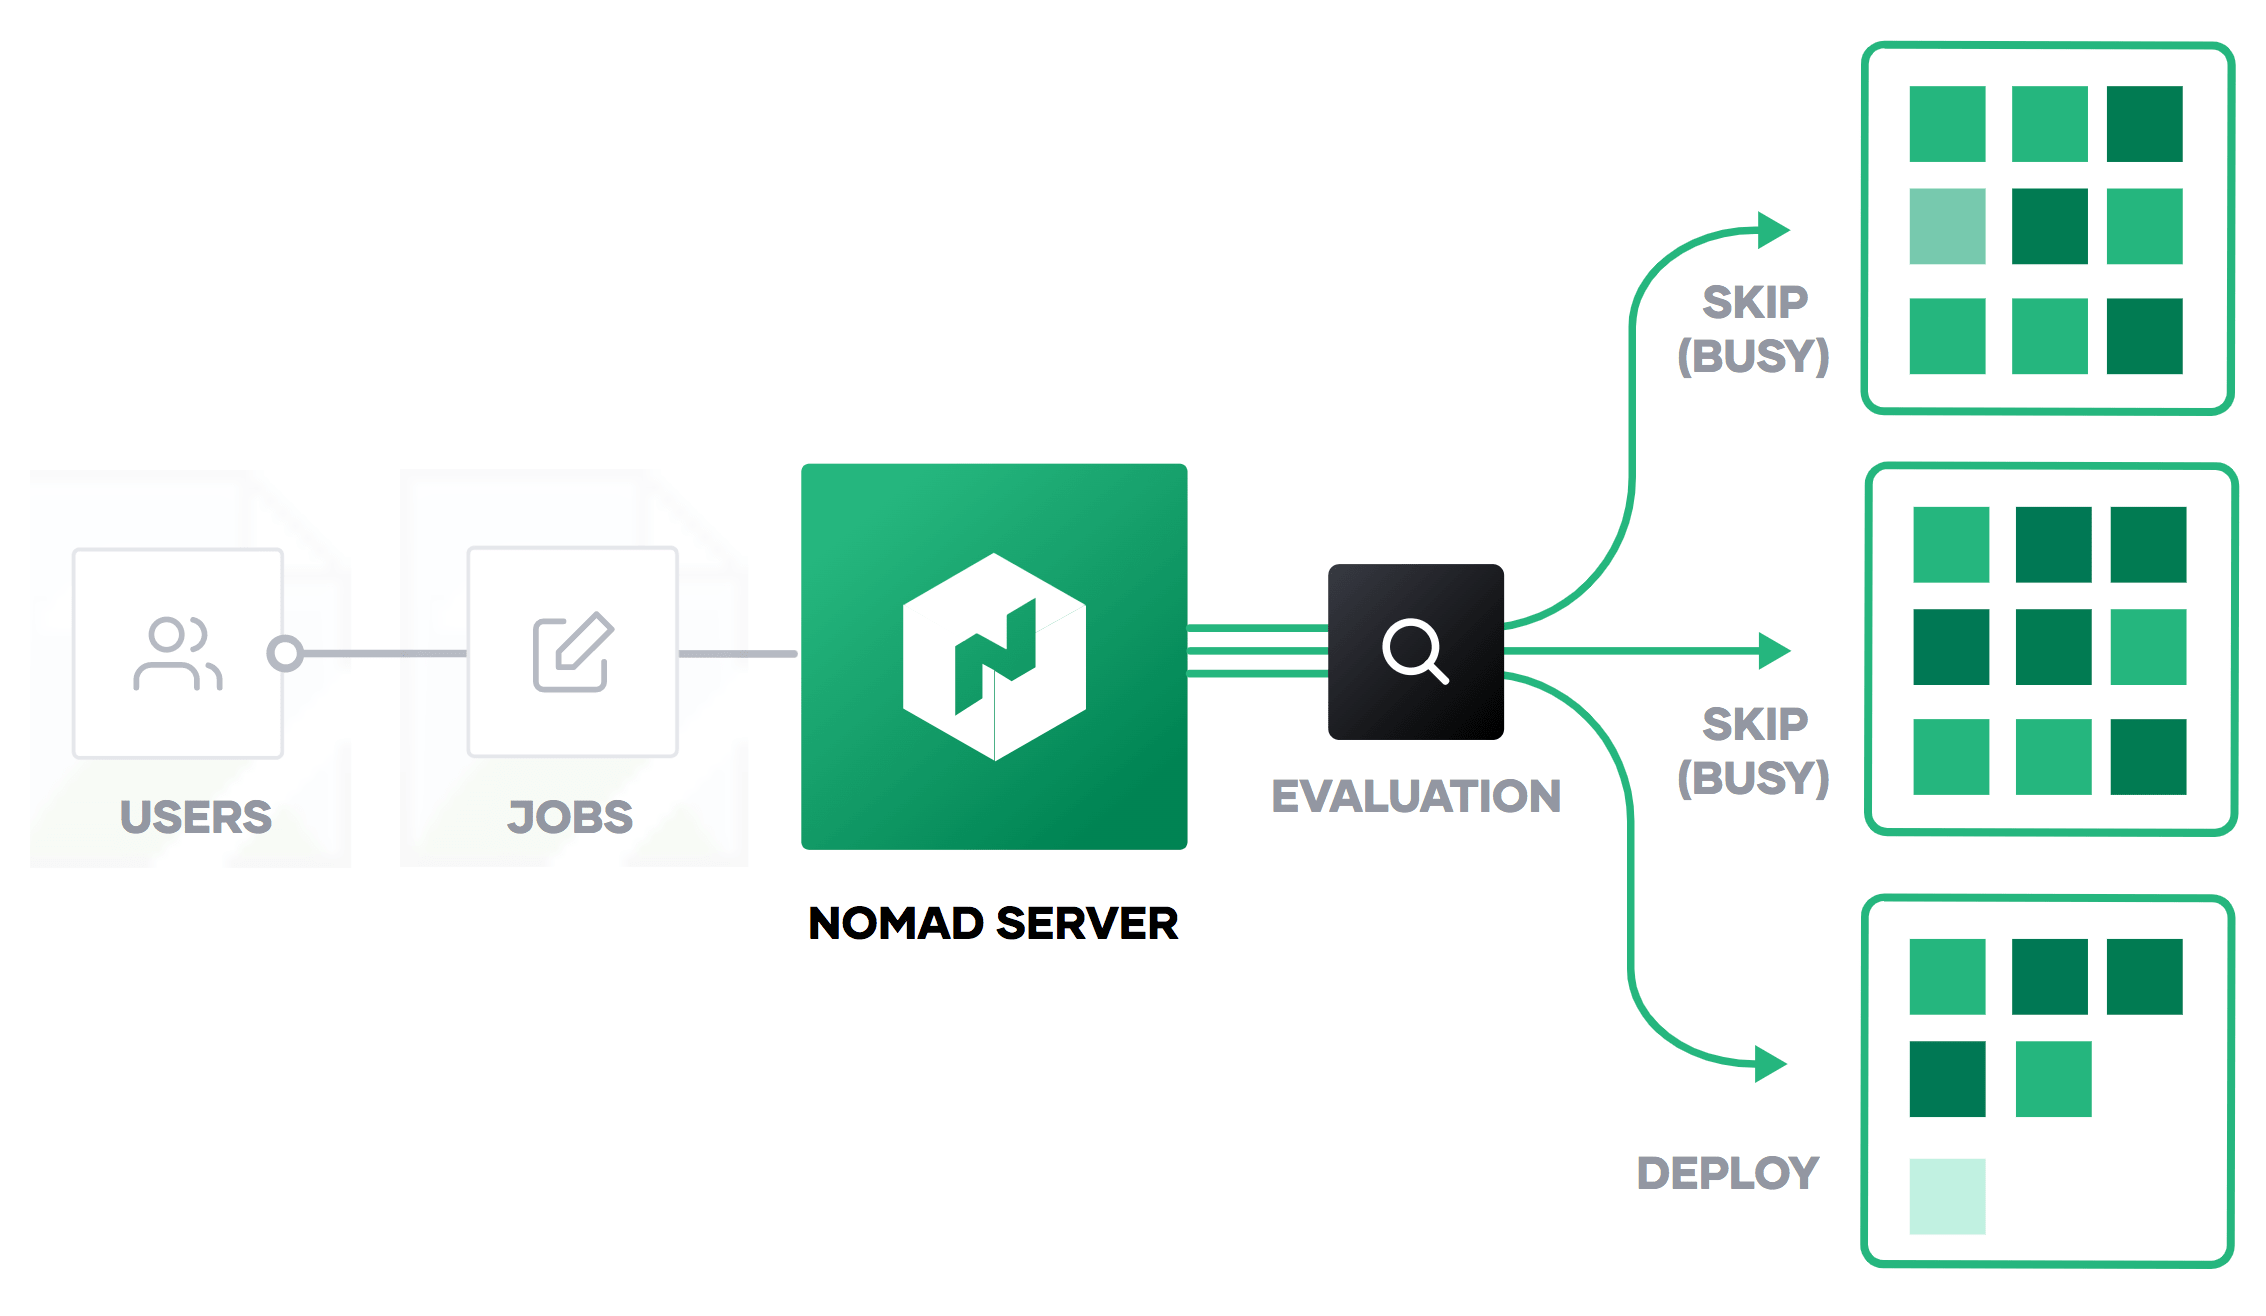 USERS
JOBS
NOMAD SERVER
EVALUATION
SKIP
(BUSY)
SKIP
(BUSY)
DEPLOY